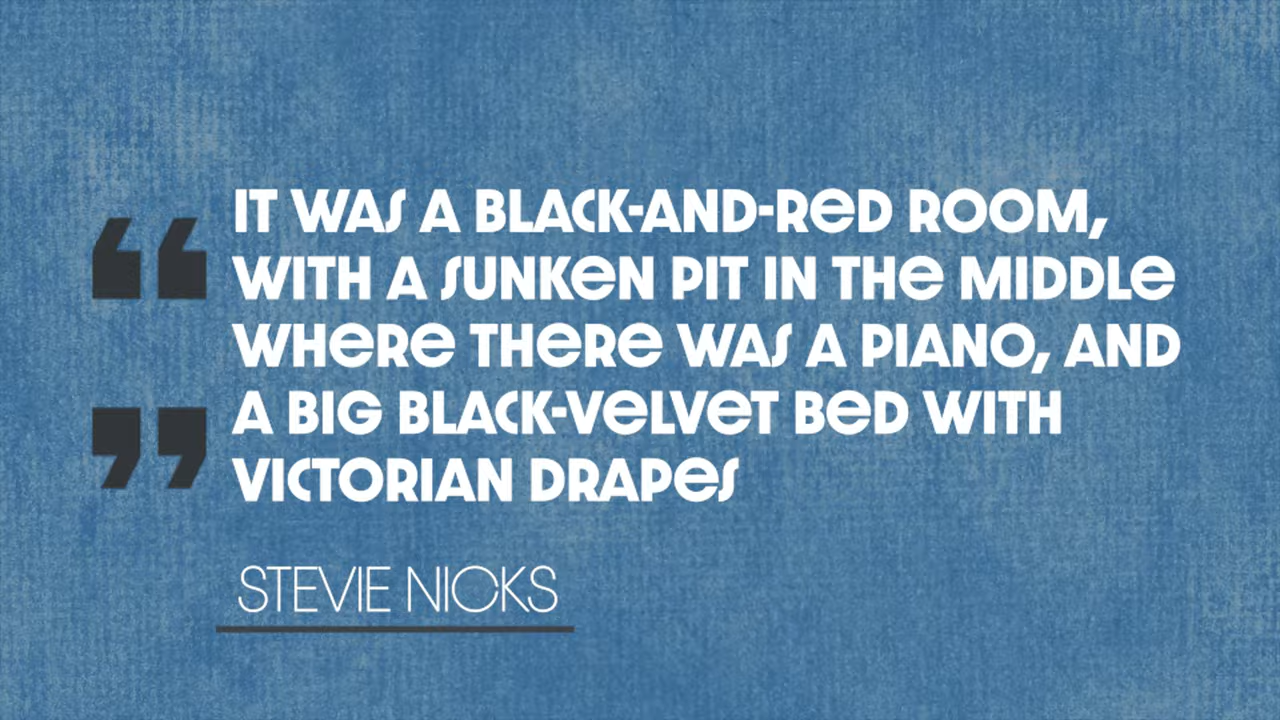 “IT WAS A BLACK-AND-RED ROOM,
WITH A SUNKEN PIT IN THE MIDDLE
WHERE THERE WAS A PIANO, AND
A BIG BLACK-VELVET BED WITH
VICTORIAN DRAPES”
STEVIE NICKS